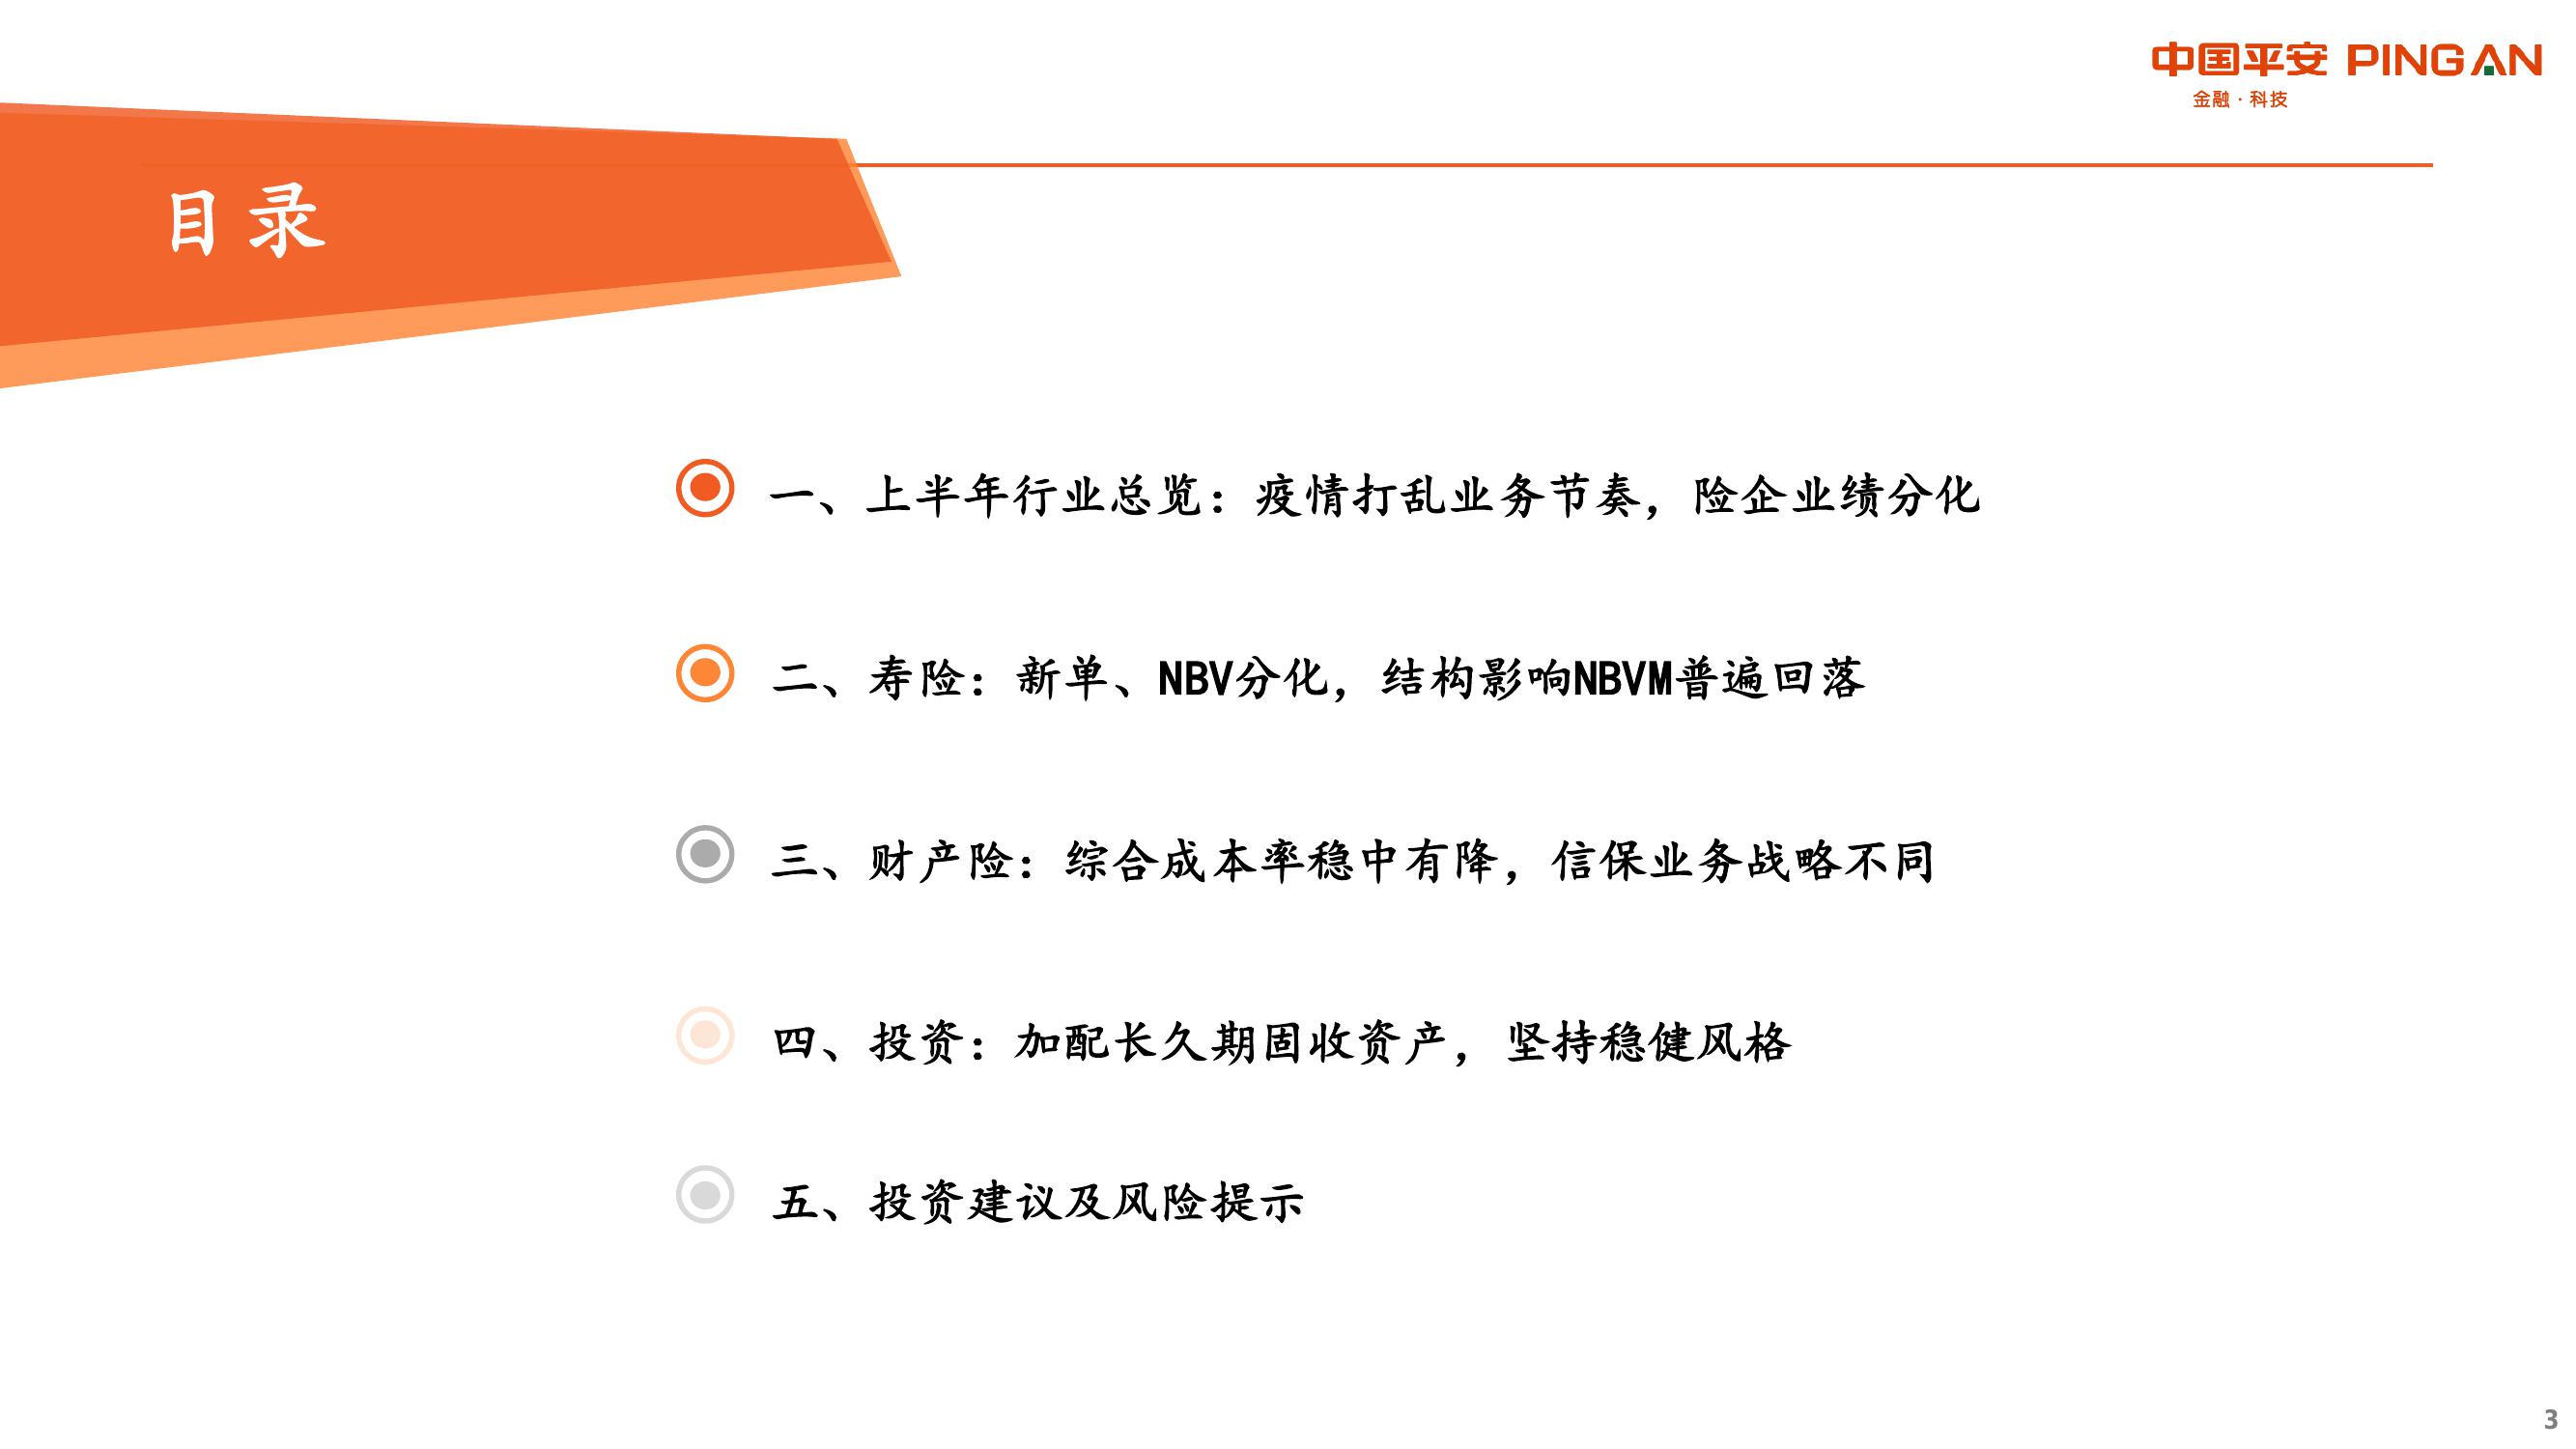 中国平安 PINGAN
金融·科技
目录
一、上半年行业总览：疫情打乱业务节奏，险企业绩分化
二、寿险：新单、NBV分化，结构影响NBVM普遍回落
三、财产险：综合成本率稳中有降，信保业务战略不同
四、投资：加配长久期固收资产，坚持稳健风格
五、投资建议及风险提示
3